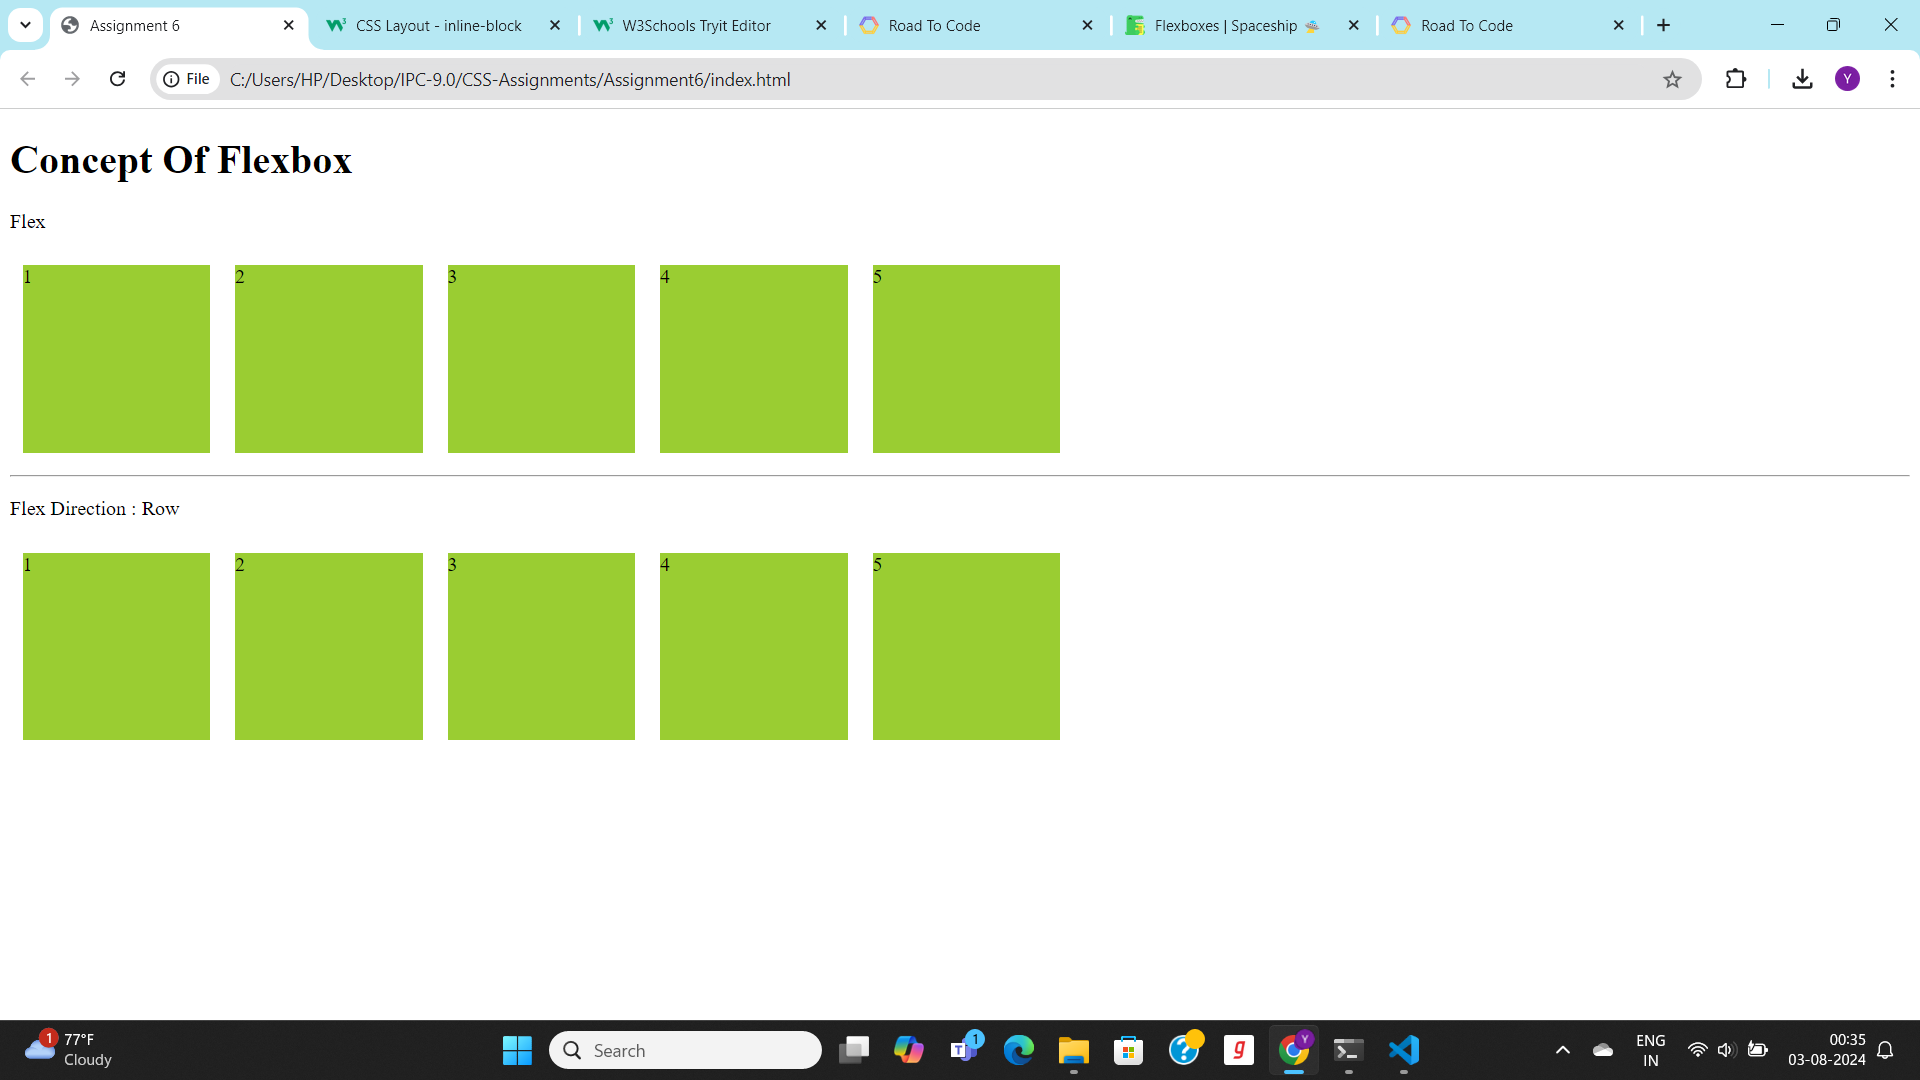 Assignment 6
CSS Layout - inline-block
W3Schools Tryit Editor
Road To Code
Flexboxes | Spaceship
Road To Code
File
C:/Users/HP/Desktop/IPC-9.0/CSS-Assignments/Assignment6/index.html
Y
Concept Of Flexbox
Flex
1 2 3 4 5
Flex Direction : Row
1 2 3 4 5
1
77°F
Cloudy
Search
1
Y
ENG
IN
00:35
03-08-2024